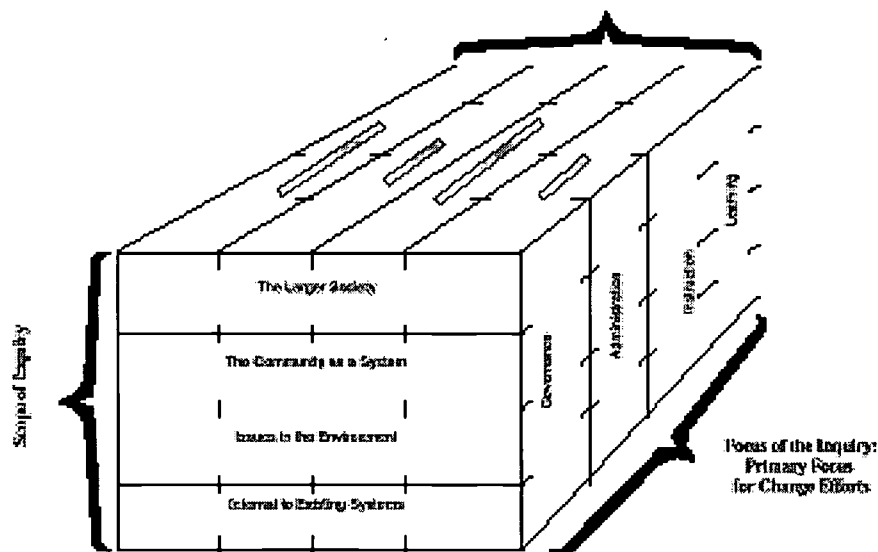 The Larger Society
The Community as a System
Issues in the Environment
Internal to Existing Systems
Scope of Inquiry
Governance
Administration
Instruction
Learning
Focus of the Inquiry:
Primary Focus
for Change Efforts